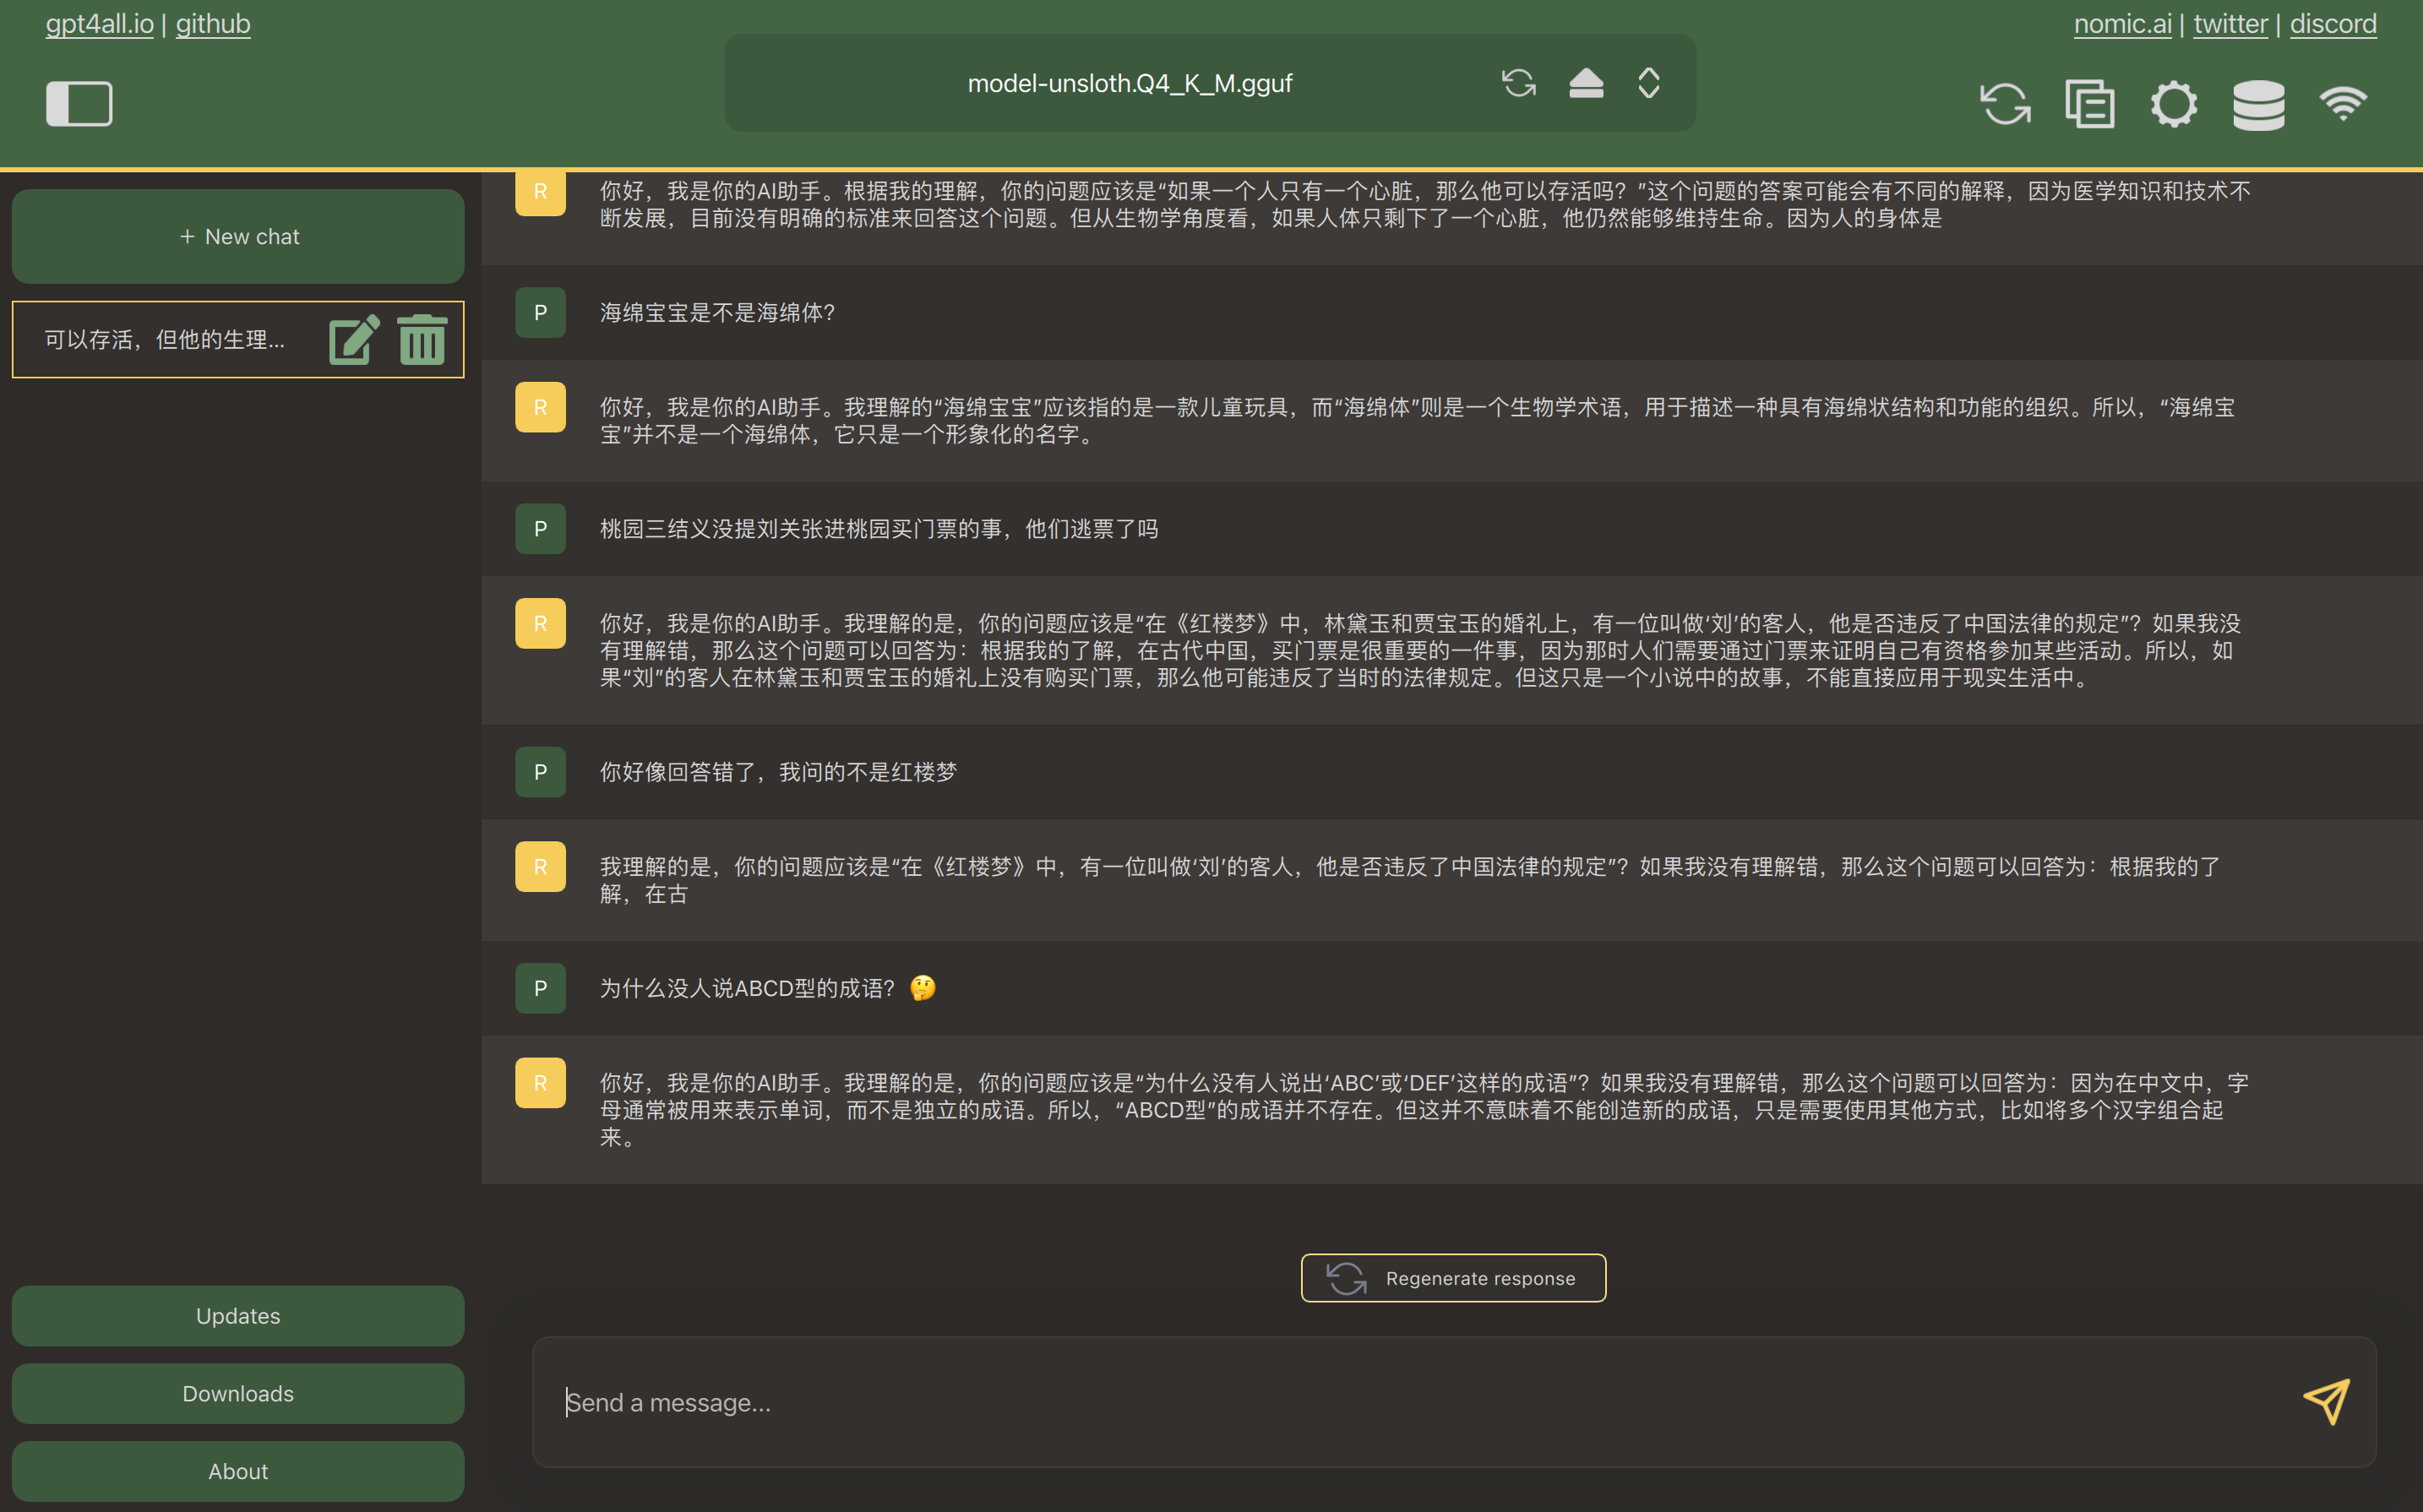 gpt4all.io | github
nomic.ai | twitter | discord
model-unsloth.Q4_K_M.gguf
+ New chat
可以存活，但他的生理...
R
你好，我是你的AI助手。根据我的理解，你的问题应该是“如果一个人只有一个心脏，那么他可以存活吗？”这个问题的答案可能会有不同的解释，因为医学知识和技术不
断发展，目前没有明确的标准来回答这个问题。但从生物学角度看，如果人体只剩下了一个心脏，他仍然能够维持生命。因为人的身体是
P
海绵宝宝是不是海绵体？
R
你好，我是你的AI助手。我理解的“海绵宝宝”应该指的是一款儿童玩具，而“海绵体”则是一个生物学术语，用于描述一种具有海绵状结构和功能的组织。所以，“海绵宝
宝”并不是一个海绵体，它只是一个形象化的名字。
P
桃园三结义没提刘关张进桃园买门票的事，他们逃票了吗
R
你好，我是你的AI助手。我理解的是，你的问题应该是“在《红楼梦》中，林黛玉和贾宝玉的婚礼上，有一位叫做‘刘’的客人，他是否违反了中国法律的规定”？如果我没
有理解错，那么这个问题可以回答为：根据我的了解，在古代中国，买门票是很重要的一件事，因为那时人们需要通过门票来证明自己有资格参加某些活动。所以，如
果“刘”的客人在林黛玉和贾宝玉的婚礼上没有购买门票，那么他可能违反了当时的法律规定。但这只是一个小说中的故事，不能直接应用于现实生活中。
P
你好像回答错了，我问的不是红楼梦
R
我理解的是，你的问题应该是“在《红楼梦》中，有一位叫做‘刘’的客人，他是否违反了中国法律的规定”？如果我没有理解错，那么这个问题可以回答为：根据我的了
解，在古
P
为什么没人说ABCD型的成语？🤔
R
你好，我是你的AI助手。我理解的是，你的问题应该是“为什么没有人说出‘ABC’或‘DEF’这样的成语”？如果我没有理解错，那么这个问题可以回答为：因为在中文中，字
母通常被用来表示单词，而不是独立的成语。所以，“ABCD型”的成语并不存在。但这并不意味着不能创造新的成语，只是需要使用其他方式，比如将多个汉字组合起
来。
Regenerate response
Send a message...
Updates
Downloads
About